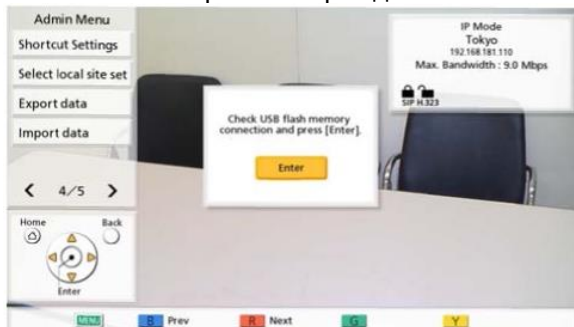 Admin Menu
Shortcut Settings
Select local site set
Export data
Import data
4/5
Home
Back
Enter
IP Mode
Tokyo
192.168.181.110
Max. Bandwidth : 9.0 Mbps
SIP H.323
Check USB flash memory
connection and press [Enter].
Enter
MENU
B Prev
R Next
G
Y